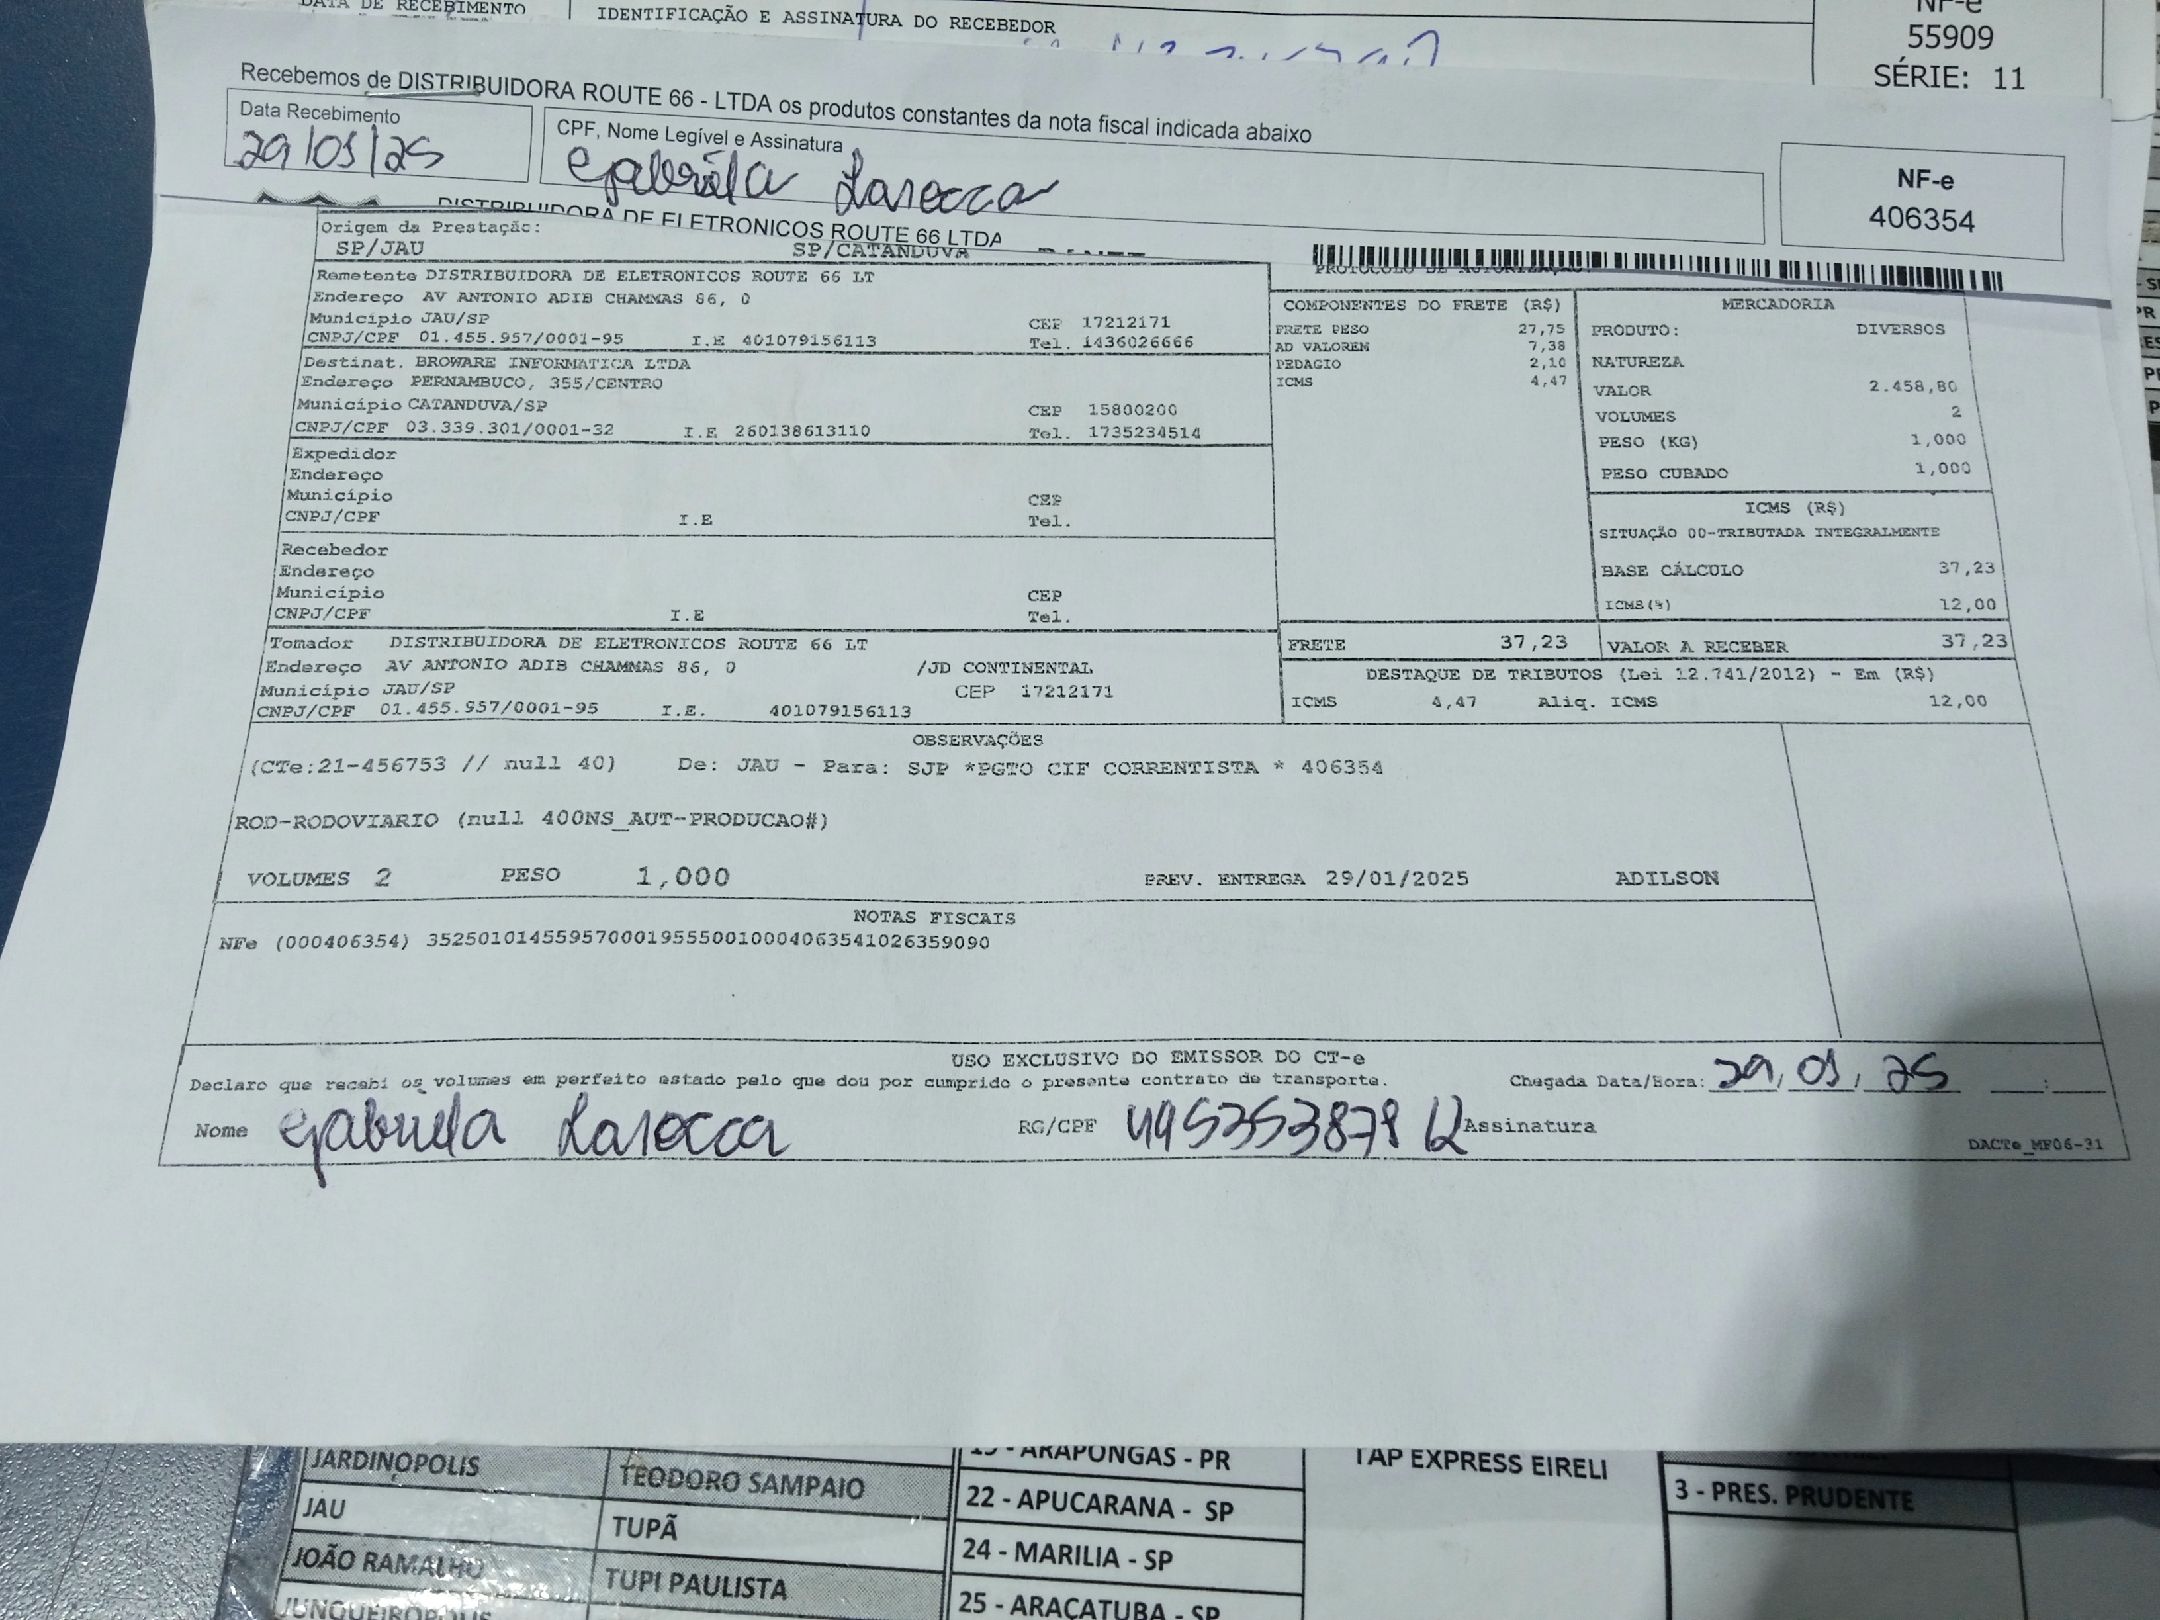 DATA DE RECEBIMENTO
IDENTIFICAÇÃO E ASSINATURA DO RECEBEDOR
NF-e
55909
SÉRIE: 11
Recebemos de DISTRIBUIDORA ROUTE 66 - LTDA os produtos constantes da nota fiscal indicada abaixo
Data Recebimento
29/01/25
CPF, Nome Legível e Assinatura
Gabriela Larocca
NF-e
406354
DISTRIBUIDORA DE ELETRONICOS ROUTE 66 LTDA
Origem da Prestação:
SP/JAU SP/CATANDUVA
PROTOCOLO DE AUTORIZAÇÃO:
Remetente DISTRIBUIDORA DE ELETRONICOS ROUTE 66 LT
Endereço AV ANTONIO ADIB CHAMMAS 86, 0
Município JAU/SP CEP 17212171
CNPJ/CPF 01.455.957/0001-95 I.E 401079156113 Tel. 1436026666
Destinat. BROWARE INFORMATICA LTDA
Endereço PERNAMBUCO, 355/CENTRO
Município CATANDUVA/SP CEP 15800200
CNPJ/CPF 03.339.301/0001-32 I.E 260138613110 Tel. 1735234514
Expedidor
Endereço
Município CEP
CNPJ/CPF I.E Tel.
Recebedor
Endereço
Município CEP
CNPJ/CPF I.E Tel.
Tomador DISTRIBUIDORA DE ELETRONICOS ROUTE 66 LT
Endereço AV ANTONIO ADIB CHAMMAS 86, 0 /JD CONTINENTAL
Município JAU/SP CEP 17212171
CNPJ/CPF 01.455.957/0001-95 I.E. 401079156113
COMPONENTES DO FRETE (R$)
FRETE PESO 27,75
AD VALOREM 7,38
PEDAGIO 2,10
ICMS 4,47
MERCADORIA
PRODUTO: DIVERSOS
NATUREZA
VALOR 2.458,80
VOLUMES 2
PESO (KG) 1,000
PESO CUBADO 1,000
ICMS (R$)
SITUAÇÃO 00-TRIBUTADA INTEGRALMENTE
BASE CÁLCULO 37,23
ICMS(%) 12,00
FRETE 37,23 VALOR A RECEBER 37,23
DESTAQUE DE TRIBUTOS (Lei 12.741/2012) - Em (R$)
ICMS 4,47 Aliq. ICMS 12,00
OBSERVAÇÕES
(CTe:21-456753 // null 40) De: JAU - Para: SJP *PGTO CIF CORRENTISTA * 406354
ROD-RODOVIARIO (null 400NS_AUT-PRODUCAO#)
VOLUMES 2 PESO 1,000 PREV. ENTREGA 29/01/2025 ADILSON
NOTAS FISCAIS
NFe (000406354) 35250101455957000195550010004063541026359090
USO EXCLUSIVO DO EMISSOR DO CT-e
Declaro que recebi os volumes em perfeito estado pelo que dou por cumprido o presente contrato de transporte. Chegada Data/Hora: 29, 01, 25 :
Nome Gabriela Larocca RG/CPF 49535387812 Assinatura
DACTe_MF06-31
JARDINOPOLIS
JAU
JOÃO RAMALHO
JUNQUEIROPOLIS
TEODORO SAMPAIO
TUPÃ
TUPI PAULISTA
- ARAPONGAS - PR
22 - APUCARANA - SP
24 - MARILIA - SP
25 - ARAÇATUBA - SP
TAP EXPRESS EIRELI
3 - PRES. PRUDENTE